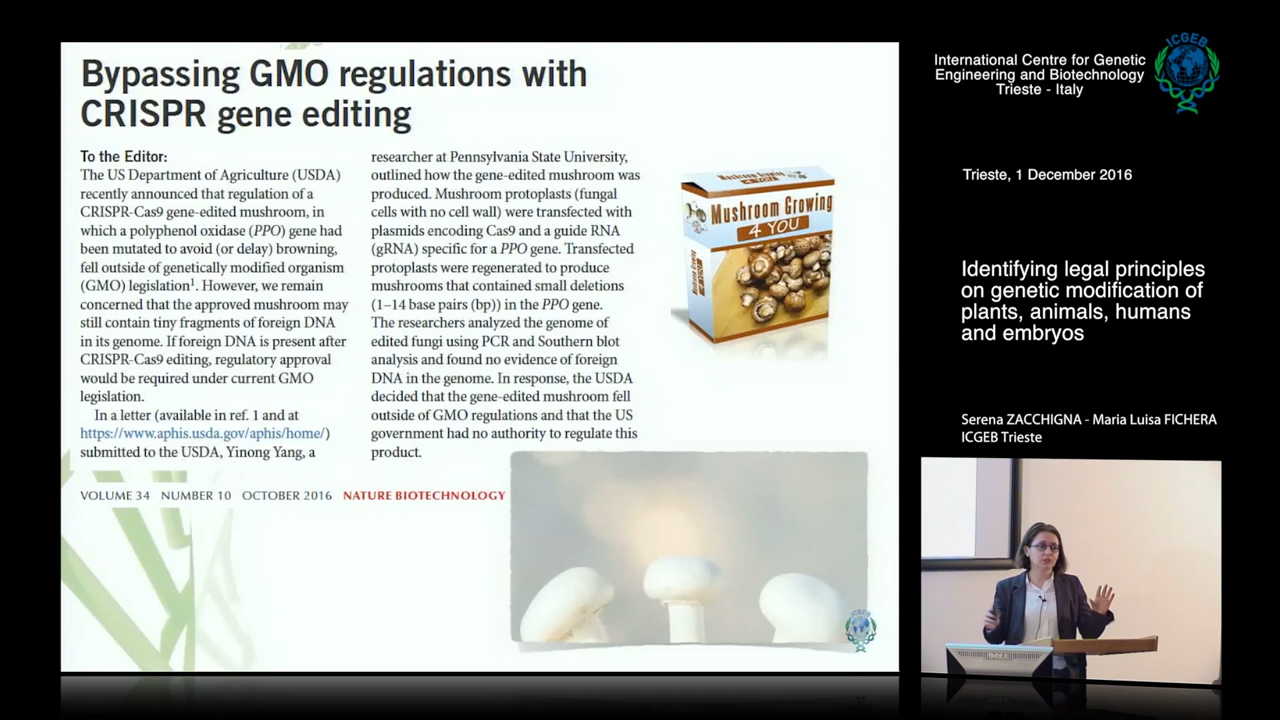 Bypassing GMO regulations with
CRISPR gene editing
To the Editor:
The US Department of Agriculture (USDA)
recently announced that regulation of a
CRISPR-Cas9 gene-edited mushroom, in
which a polyphenol oxidase (PPO) gene had
been mutated to avoid (or delay) browning,
fell outside of genetically modified organism
(GMO) legislation¹. However, we remain
concerned that the approved mushroom may
still contain tiny fragments of foreign DNA
in its genome. If foreign DNA is present after
CRISPR-Cas9 editing, regulatory approval
would be required under current GMO
legislation.
In a letter (available in ref. 1 and at
https://www.aphis.usda.gov/aphis/home/)
submitted to the USDA, Yinong Yang, a
researcher at Pennsylvania State University,
outlined how the gene-edited mushroom was
produced. Mushroom protoplasts (fungal
cells with no cell wall) were transfected with
plasmids encoding Cas9 and a guide RNA
(gRNA) specific for a PPO gene. Transfected
protoplasts were regenerated to produce
mushrooms that contained small deletions
(1–14 base pairs (bp)) in the PPO gene.
The researchers analyzed the genome of
edited fungi using PCR and Southern blot
analysis and found no evidence of foreign
DNA in the genome. In response, the USDA
decided that the gene-edited mushroom fell
outside of GMO regulations and that the US
government had no authority to regulate this
product.
VOLUME 34 NUMBER 10 OCTOBER 2016 NATURE BIOTECHNOLOGY
Mushroom Growing
4 YOU
Mushroom Growing
4 YOU
International Centre for Genetic
Engineering and Biotechnology
Trieste - Italy
ICGEB
Trieste, 1 December 2016
Identifying legal principles
on genetic modification of
plants, animals, humans
and embryos
Serena ZACCHIGNA - Maria Luisa FICHERA
ICGEB Trieste